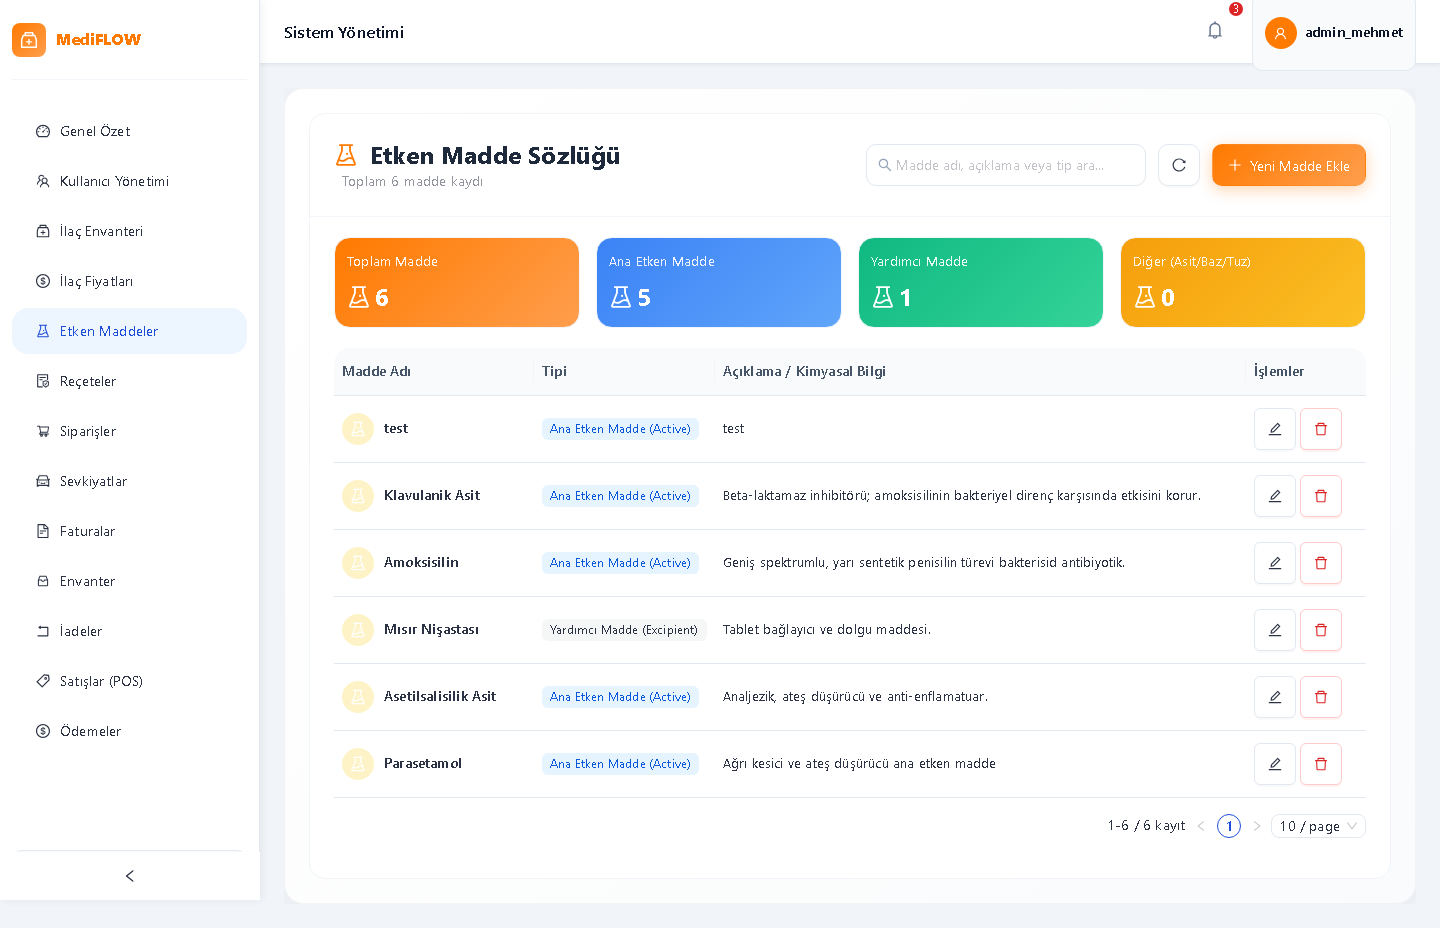 MediFLOW
Genel Özet
Kullanıcı Yönetimi
İlaç Envanteri
İlaç Fiyatları
Etken Maddeler
Reçeteler
Siparişler
Sevkiyatlar
Faturalar
Envanter
İadeler
Satışlar (POS)
Ödemeler
Sistem Yönetimi
3
admin_mehmet
Etken Madde Sözlüğü
Toplam 6 madde kaydı
Madde adı, açıklama veya tip ara...
Yeni Madde Ekle
Toplam Madde
6
Ana Etken Madde
5
Yardımcı Madde
1
Diğer (Asit/Baz/Tuz)
0
Madde Adı Tipi Açıklama / Kimyasal Bilgi İşlemler
test Ana Etken Madde (Active) test
Klavulanik Asit Ana Etken Madde (Active) Beta-laktamaz inhibitörü; amoksisilinin bakteriyel direnç karşısında etkisini korur.
Amoksisilin Ana Etken Madde (Active) Geniş spektrumlu, yarı sentetik penisilin türevi bakterisid antibiyotik.
Mısır Nişastası Yardımcı Madde (Excipient) Tablet bağlayıcı ve dolgu maddesi.
Asetilsalisilik Asit Ana Etken Madde (Active) Analjezik, ateş düşürücü ve anti-enflamatuar.
Parasetamol Ana Etken Madde (Active) Ağrı kesici ve ateş düşürücü ana etken madde
1-6 / 6 kayıt 1 10 / page